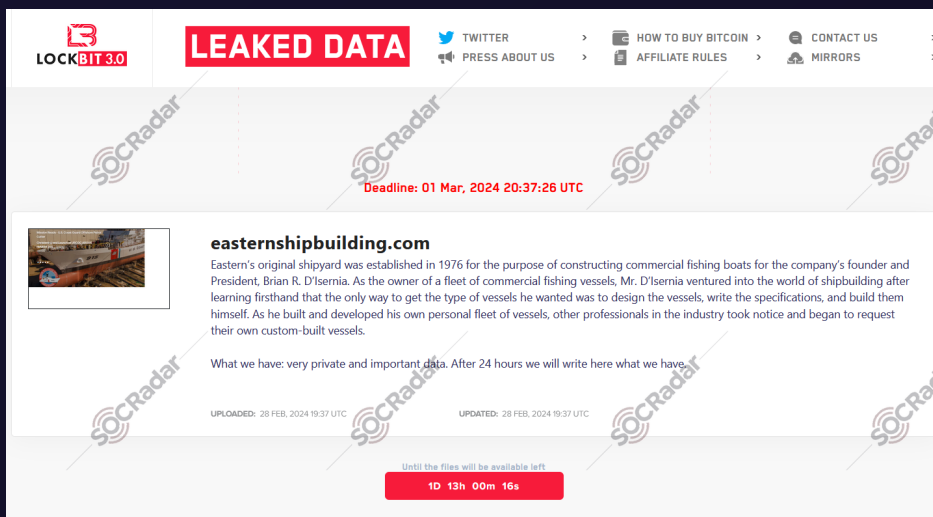 LOCKBIT 3.0
LEAKED DATA
TWITTER >
PRESS ABOUT US >
HOW TO BUY BITCOIN >
AFFILIATE RULES >
CONTACT US >
MIRRORS >
Deadline: 01 Mar, 2024 20:37:26 UTC
easternshipbuilding.com
Eastern's original shipyard was established in 1976 for the purpose of constructing commercial fishing boats for the company's founder and
President, Brian R. D'Isernia. As the owner of a fleet of commercial fishing vessels, Mr. D'Isernia ventured into the world of shipbuilding after
learning firsthand that the only way to get the type of vessels he wanted was to design the vessels, write the specifications, and build them
himself. As he built and developed his own personal fleet of vessels, other professionals in the industry took notice and began to request
their own custom-built vessels.
What we have: very private and important data. After 24 hours we will write here what we have.
UPLOADED: 28 FEB, 2024 19:37 UTC
UPDATED: 28 FEB, 2024 19:37 UTC
Until the files will be available left
1D 13h 00m 16s
SOCRadar
SOCRadar
SOCRadar
SOCRa
SOCRadar
SOCRadar
SOCRadar
SOCRa